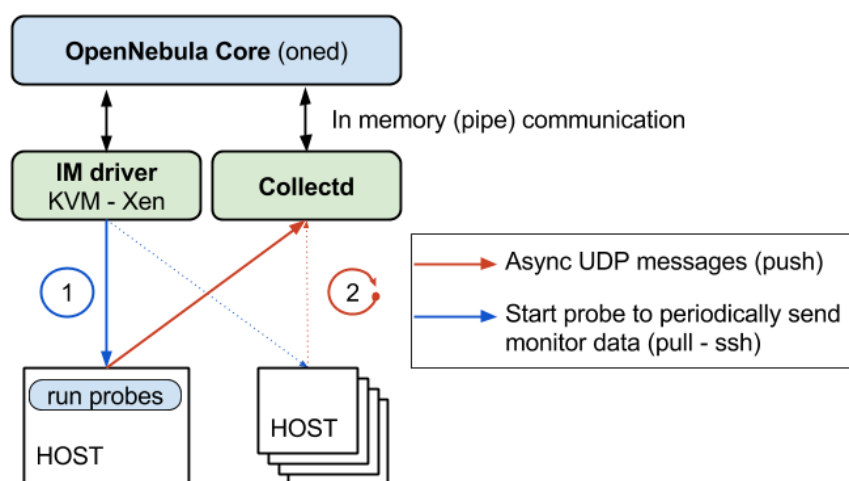 OpenNebula Core (oned)
In memory (pipe) communication
IM driver
KVM - Xen
Collectd
1
2
Async UDP messages (push)
Start probe to periodically send
monitor data (pull - ssh)
run probes
HOST
HOST